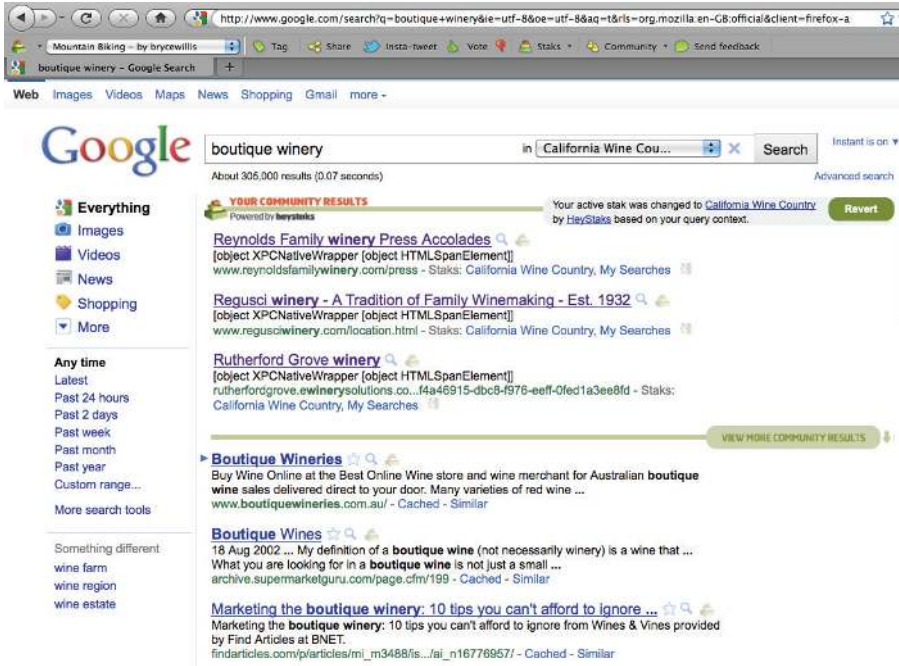 http://www.google.com/search?q=boutique+winery&ie=utf-8&oe=utf-8&aq=t&rls=org.mozilla:en-GB:official&client=firefox-a
Mountain Biking - by brycewillis Tag Share Insta-tweet Vote Staks Community Send feedback
boutique winery - Google Search +
Web Images Videos Maps News Shopping Gmail more
Google boutique winery in California Wine Cou... Search Instant is on
About 305,000 results (0.07 seconds) Advanced search
Everything
Images
Videos
News
Shopping
More
Any time
Latest
Past 24 hours
Past 2 days
Past week
Past month
Past year
Custom range...
More search tools
Something different
wine farm
wine region
wine estate
YOUR COMMUNITY RESULTS
Powered by heystaks
Your active stak was changed to California Wine Country
by HeyStaks based on your query context.
Revert
Reynolds Family winery Press Accolades
[object XPCNativeWrapper [object HTMLSpanElement]]
www.reynoldsfamilywinery.com/press - Staks: California Wine Country, My Searches
Regusci winery - A Tradition of Family Winemaking - Est. 1932
[object XPCNativeWrapper [object HTMLSpanElement]]
www.regusciwinery.com/location.html - Staks: California Wine Country, My Searches
Rutherford Grove winery
[object XPCNativeWrapper [object HTMLSpanElement]]
rutherfordgrove.ewinerysolutions.co...f4a46915-dbc8-f976-eeff-0fed1a3ee8fd - Staks:
California Wine Country, My Searches
VIEW MORE COMMUNITY RESULTS
Boutique Wineries
Buy Wine Online at the Best Online Wine store and wine merchant for Australian boutique
wine sales delivered direct to your door. Many varieties of red wine ...
www.boutiquewineries.com.au/ - Cached - Similar
Boutique Wines
18 Aug 2002 ... My definition of a boutique wine (not necessarily winery) is a wine that ...
What you are looking for in a boutique wine is not just a small ...
archive.supermarketguru.com/page.cfm/199 - Cached - Similar
Marketing the boutique winery: 10 tips you can't afford to ignore ...
Marketing the boutique winery: 10 tips you can't afford to ignore from Wines & Vines provided
by Find Articles at BNET.
findarticles.com/p/articles/mi_m3488/is.../ai_n16776957/ - Cached - Similar